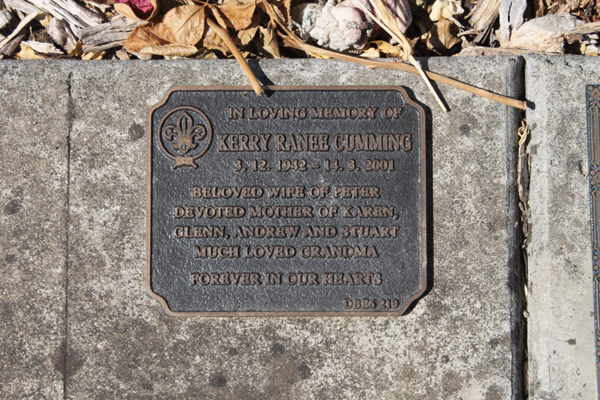 IN LOVING MEMORY OF
KERRY RANEE CUMMING
3. 12. 1942 - 14. 3. 2001
BELOVED WIFE OF PETER
DEVOTED MOTHER OF KAREN,
GLENN, ANDREW AND STUART
MUCH LOVED GRANDMA
FOREVER IN OUR HEARTS
219